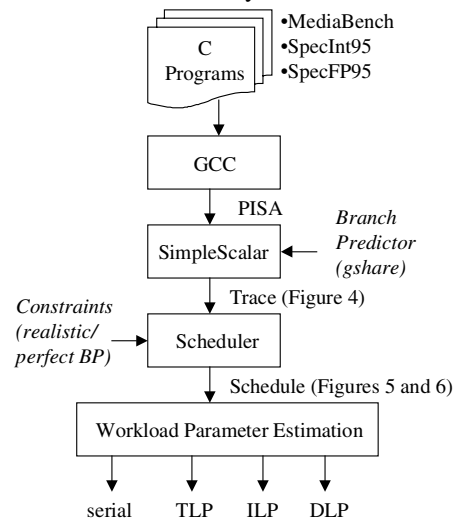 C
Programs
•MediaBench
•SpecInt95
•SpecFP95
GCC
PISA
SimpleScalar
Branch
Predictor
(gshare)
Trace (Figure 4)
Constraints
(realistic/
perfect BP)
Scheduler
Schedule (Figures 5 and 6)
Workload Parameter Estimation
serial TLP ILP DLP